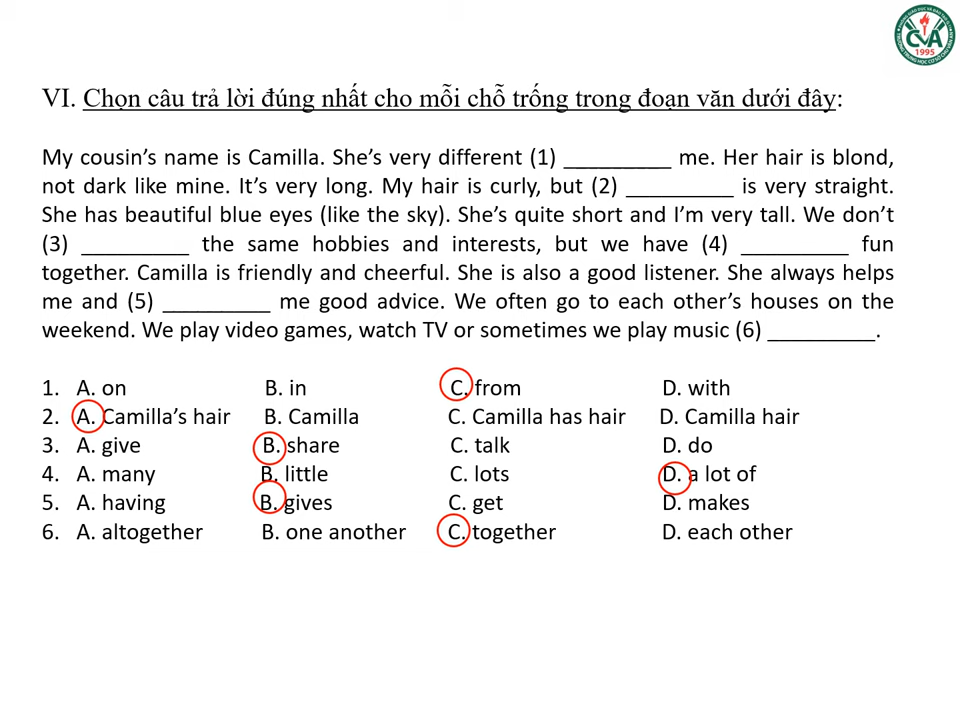 CVA
1995
VI. Chọn câu trả lời đúng nhất cho mỗi chỗ trống trong đoạn văn dưới đây:
My cousin’s name is Camilla. She’s very different (1) _________ me. Her hair is blond,
not dark like mine. It’s very long. My hair is curly, but (2) _________ is very straight.
She has beautiful blue eyes (like the sky). She’s quite short and I’m very tall. We don’t
(3) _________ the same hobbies and interests, but we have (4) _________ fun
together. Camilla is friendly and cheerful. She is also a good listener. She always helps
me and (5) _________ me good advice. We often go to each other’s houses on the
weekend. We play video games, watch TV or sometimes we play music (6) _________.
1. A. on B. in C. from D. with
2. A. Camilla’s hair B. Camilla C. Camilla has hair D. Camilla hair
3. A. give B. share C. talk D. do
4. A. many B. little C. lots D. a lot of
5. A. having B. gives C. get D. makes
6. A. altogether B. one another C. together D. each other